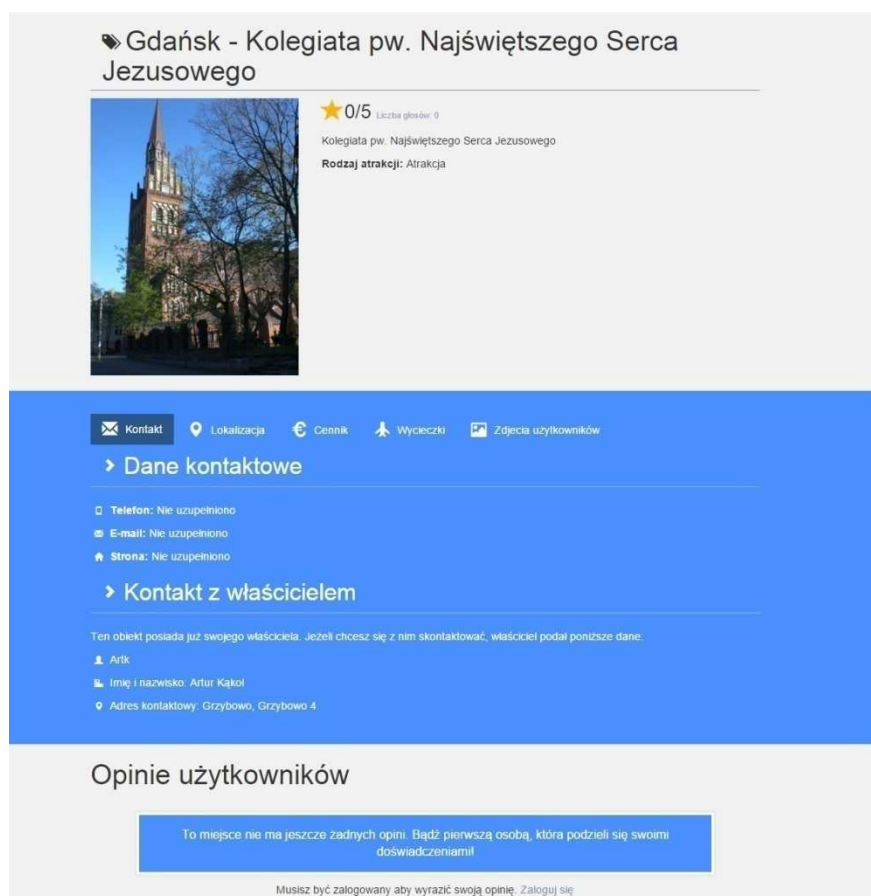 Gdańsk - Kolegiata pw. Najświętszego Serca
Jezusowego
0/5 Liczba głosów: 0
Kolegiata pw. Najświętszego Serca Jezusowego
Rodzaj atrakcji: Atrakcja
Kontakt Lokalizacja Cennik Wycieczki Zdjecia użytkowników
Dane kontaktowe
Telefon: Nie uzupełniono
E-mail: Nie uzupełniono
Strona: Nie uzupełniono
Kontakt z właścicielem
Ten obiekt posiada już swojego właściciela. Jeżeli chcesz się z nim skontaktować, właściciel podał poniższe dane:
Artk
Imię i nazwisko: Artur Kąkol
Adres kontaktowy: Grzybowo, Grzybowo 4
Opinie użytkowników
To miejsce nie ma jeszcze żadnych opini. Bądź pierwszą osobą, która podzieli się swoimi
doświadczeniami!
Musisz być zalogowany aby wyrazić swoją opinię. Zaloguj się